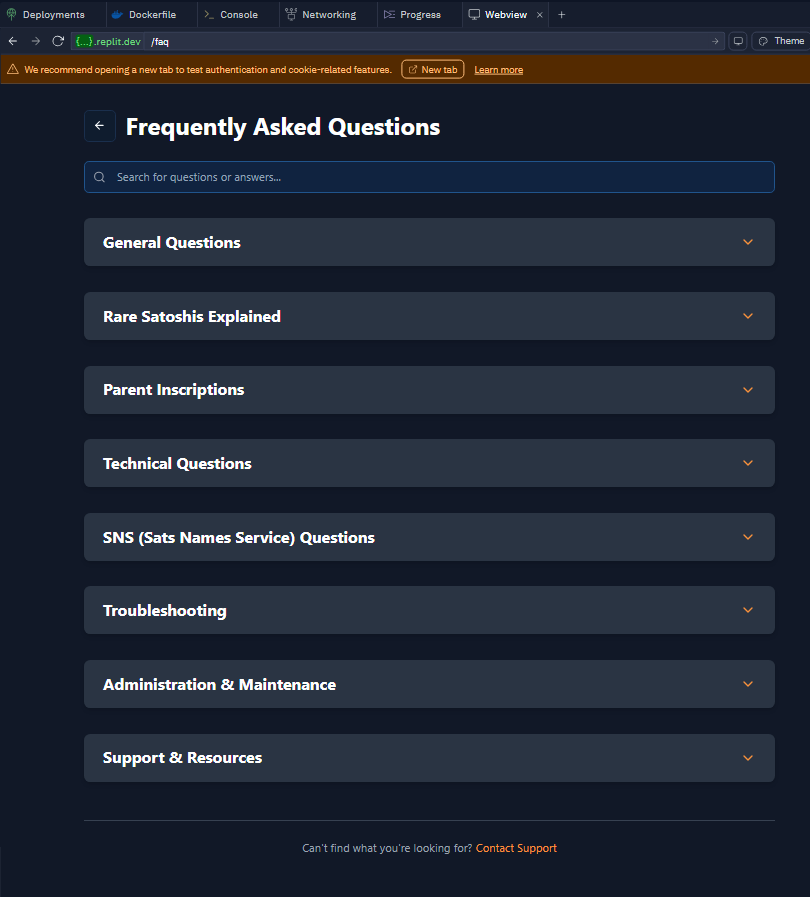 Deployments Dockerfile Console Networking Progress Webview
{...}.replit.dev /faq Theme
We recommend opening a new tab to test authentication and cookie-related features. New tab Learn more
Frequently Asked Questions
Search for questions or answers...
General Questions
Rare Satoshis Explained
Parent Inscriptions
Technical Questions
SNS (Sats Names Service) Questions
Troubleshooting
Administration & Maintenance
Support & Resources
Can't find what you're looking for? Contact Support